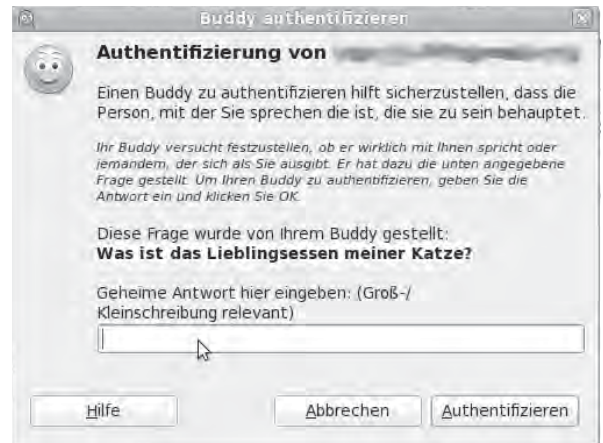 Buddy authentifizieren
Authentifizierung von
Einen Buddy zu authentifizieren hilft sicherzustellen, dass die
Person, mit der Sie sprechen die ist, die sie zu sein behauptet.
Ihr Buddy versucht festzustellen, ob er wirklich mit Ihnen spricht oder
jemandem, der sich als Sie ausgibt. Er hat dazu die unten angegebene
Frage gestellt. Um Ihren Buddy zu authentifizieren, geben Sie die
Antwort ein und klicken Sie OK.
Diese Frage wurde von Ihrem Buddy gestellt:
Was ist das Lieblingsessen meiner Katze?
Geheime Antwort hier eingeben: (Groß-/
Kleinschreibung relevant)
Hilfe Abbrechen Authentifizieren